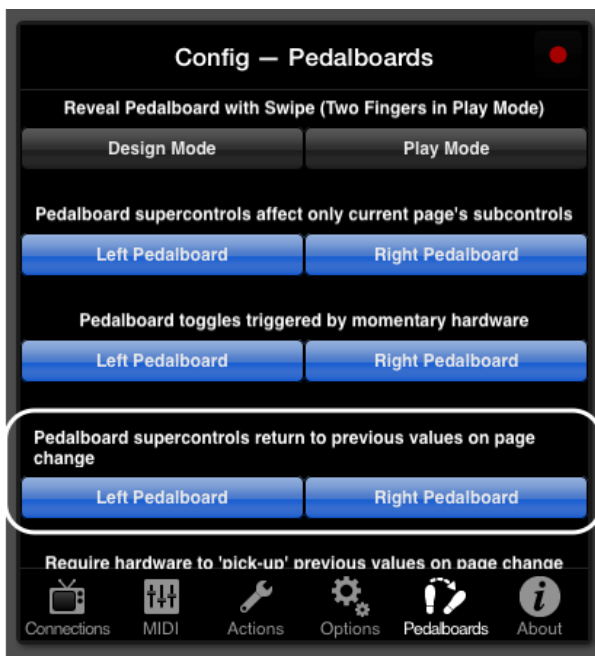 Config — Pedalboards
Reveal Pedalboard with Swipe (Two Fingers in Play Mode)
Design Mode
Play Mode
Pedalboard supercontrols affect only current page's subcontrols
Left Pedalboard
Right Pedalboard
Pedalboard toggles triggered by momentary hardware
Left Pedalboard
Right Pedalboard
Pedalboard supercontrols return to previous values on page
change
Left Pedalboard
Right Pedalboard
Require hardware to 'pick-up' previous values on page change
Connections
MIDI
Actions
Options
Pedalboards
About